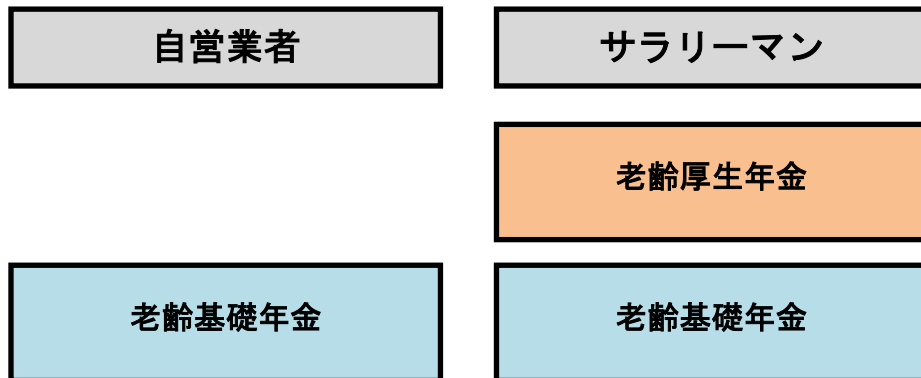 自営業者
サラリーマン
老齢厚生年金
老齢基礎年金
老齢基礎年金